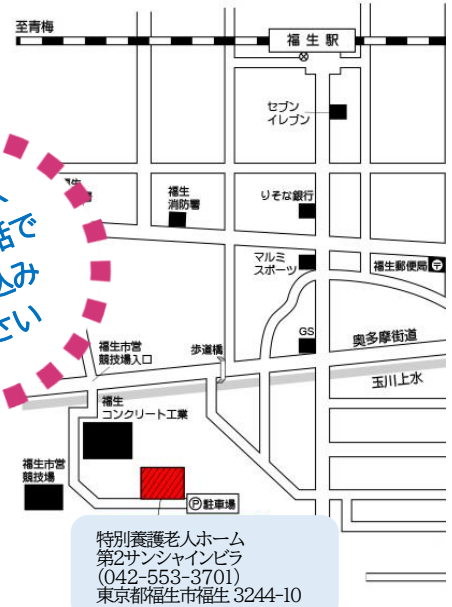 至青梅
福生駅
セブン
イレブン
福生
消防署
りそな銀行
マルミ
スポーツ
福生郵便局
〒
GS
奥多摩街道
玉川上水
歩道橋
福生市営
競技場入口
福生
コンクリート工業
福生市営
競技場
Ⓟ駐車場
込み
さい
特別養護老人ホーム
第2サンシャインビラ
(042-553-3701)
東京都福生市福生 3244-10